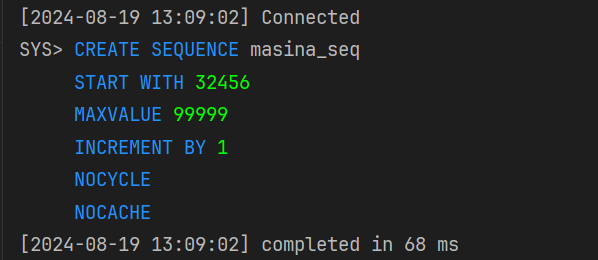 [2024-08-19 13:09:02] Connected
SYS> CREATE SEQUENCE masina_seq
START WITH 32456
MAXVALUE 99999
INCREMENT BY 1
NOCYCLE
NOCACHE
[2024-08-19 13:09:02] completed in 68 ms